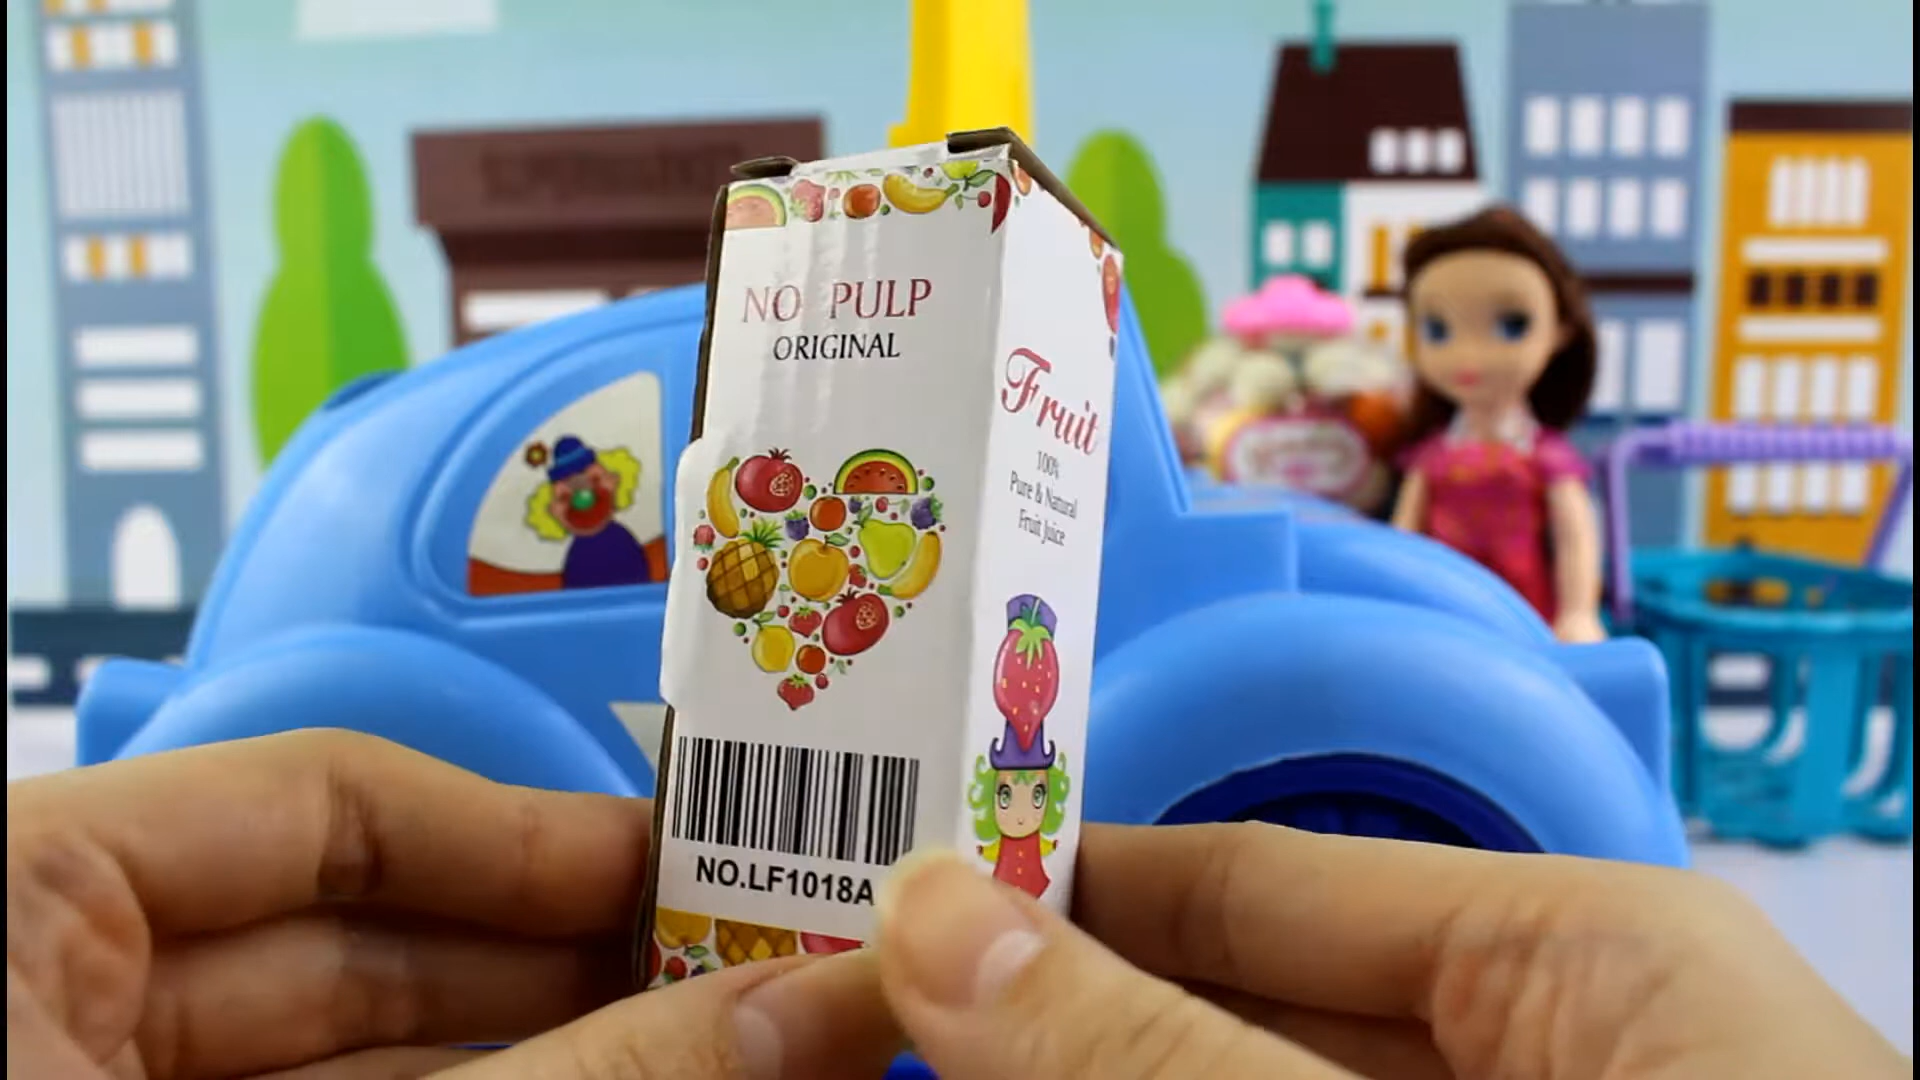 NO PULP
ORIGINAL
NO.LF1018A
Fruit
100%
Pure & Natural
Fruit Juice